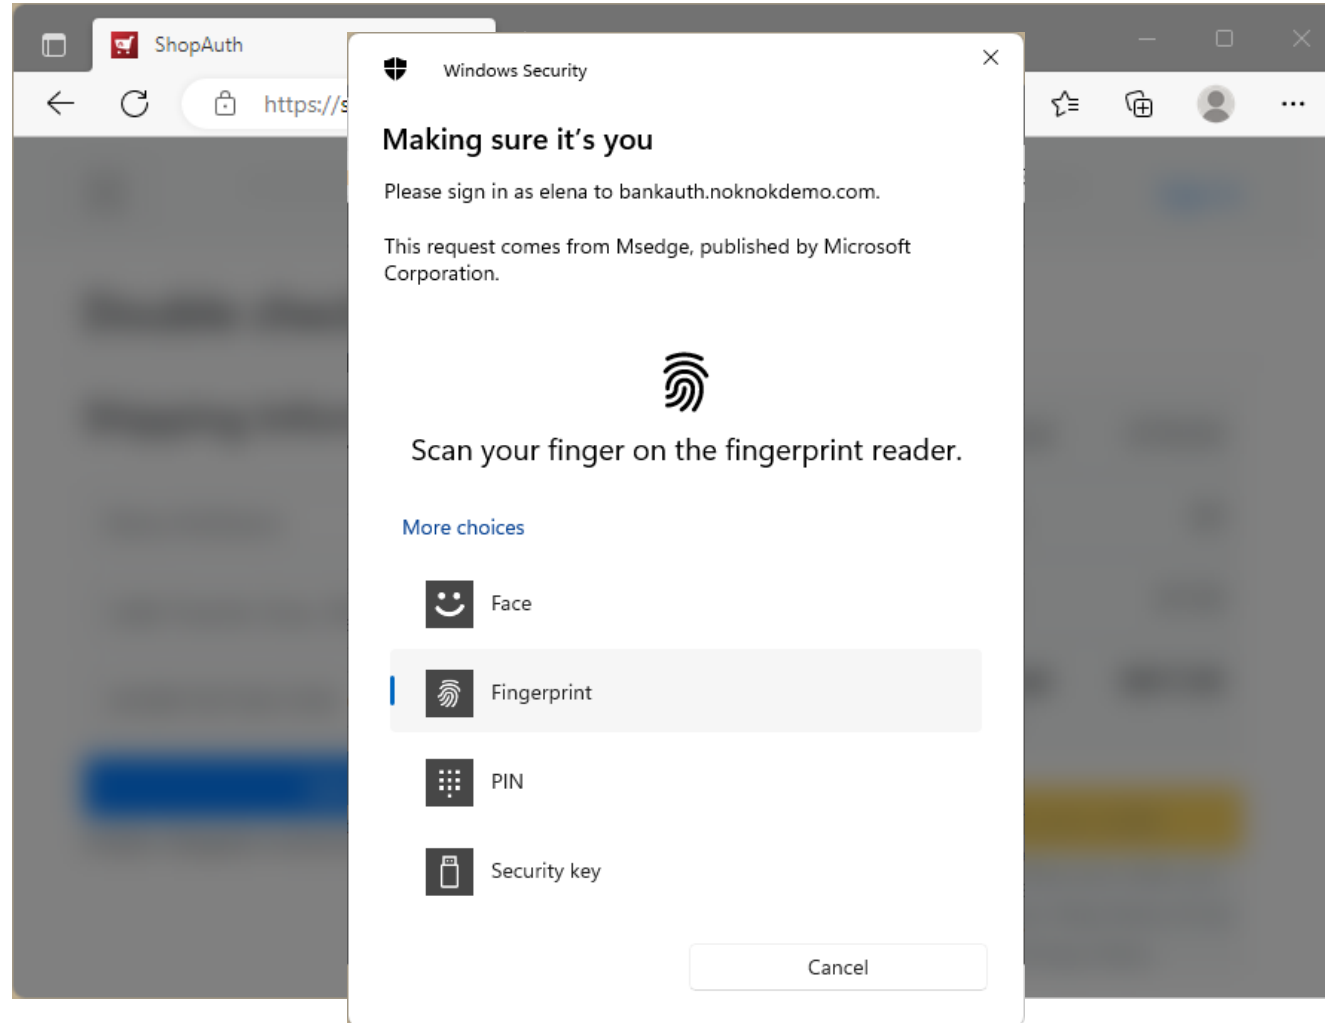 ShopAuth
https://s
Windows Security
Making sure it's you
Please sign in as elena to bankauth.noknokdemo.com.
This request comes from Msedge, published by Microsoft
Corporation.
Scan your finger on the fingerprint reader.
More choices
Face
Fingerprint
PIN
Security key
Cancel